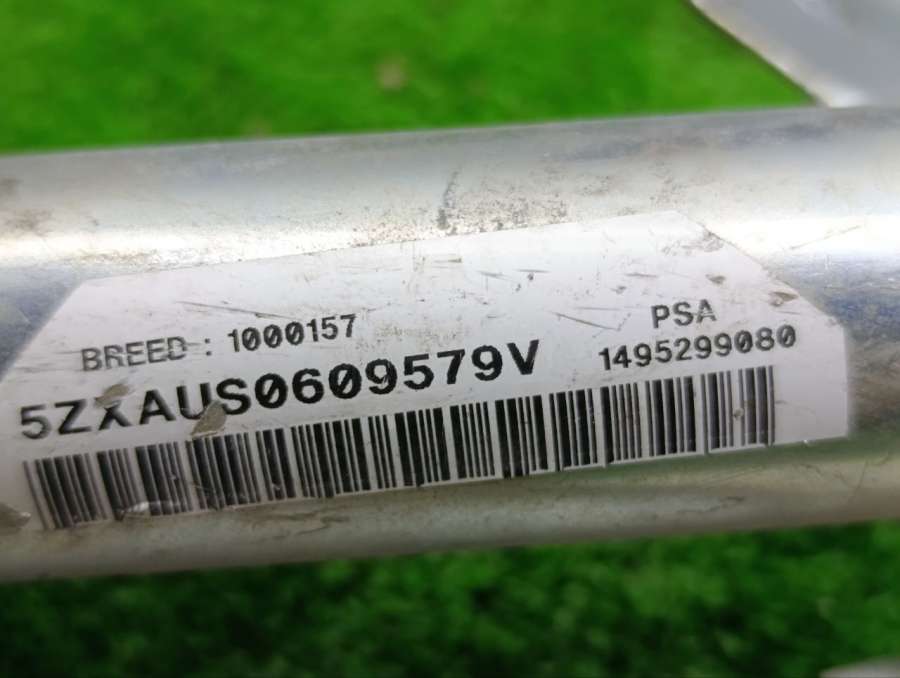 BREED : 1000157
PSA
5ZXAUS0609579V
1495299080